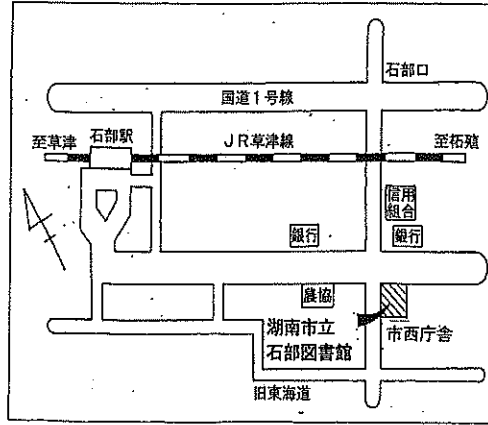 石部口
国道1号線
至草津
石部駅
JR草津線
至柘植
信用
組合
銀行
銀行
農協
湖南市立
石部図書館
市西庁舎
旧東海道